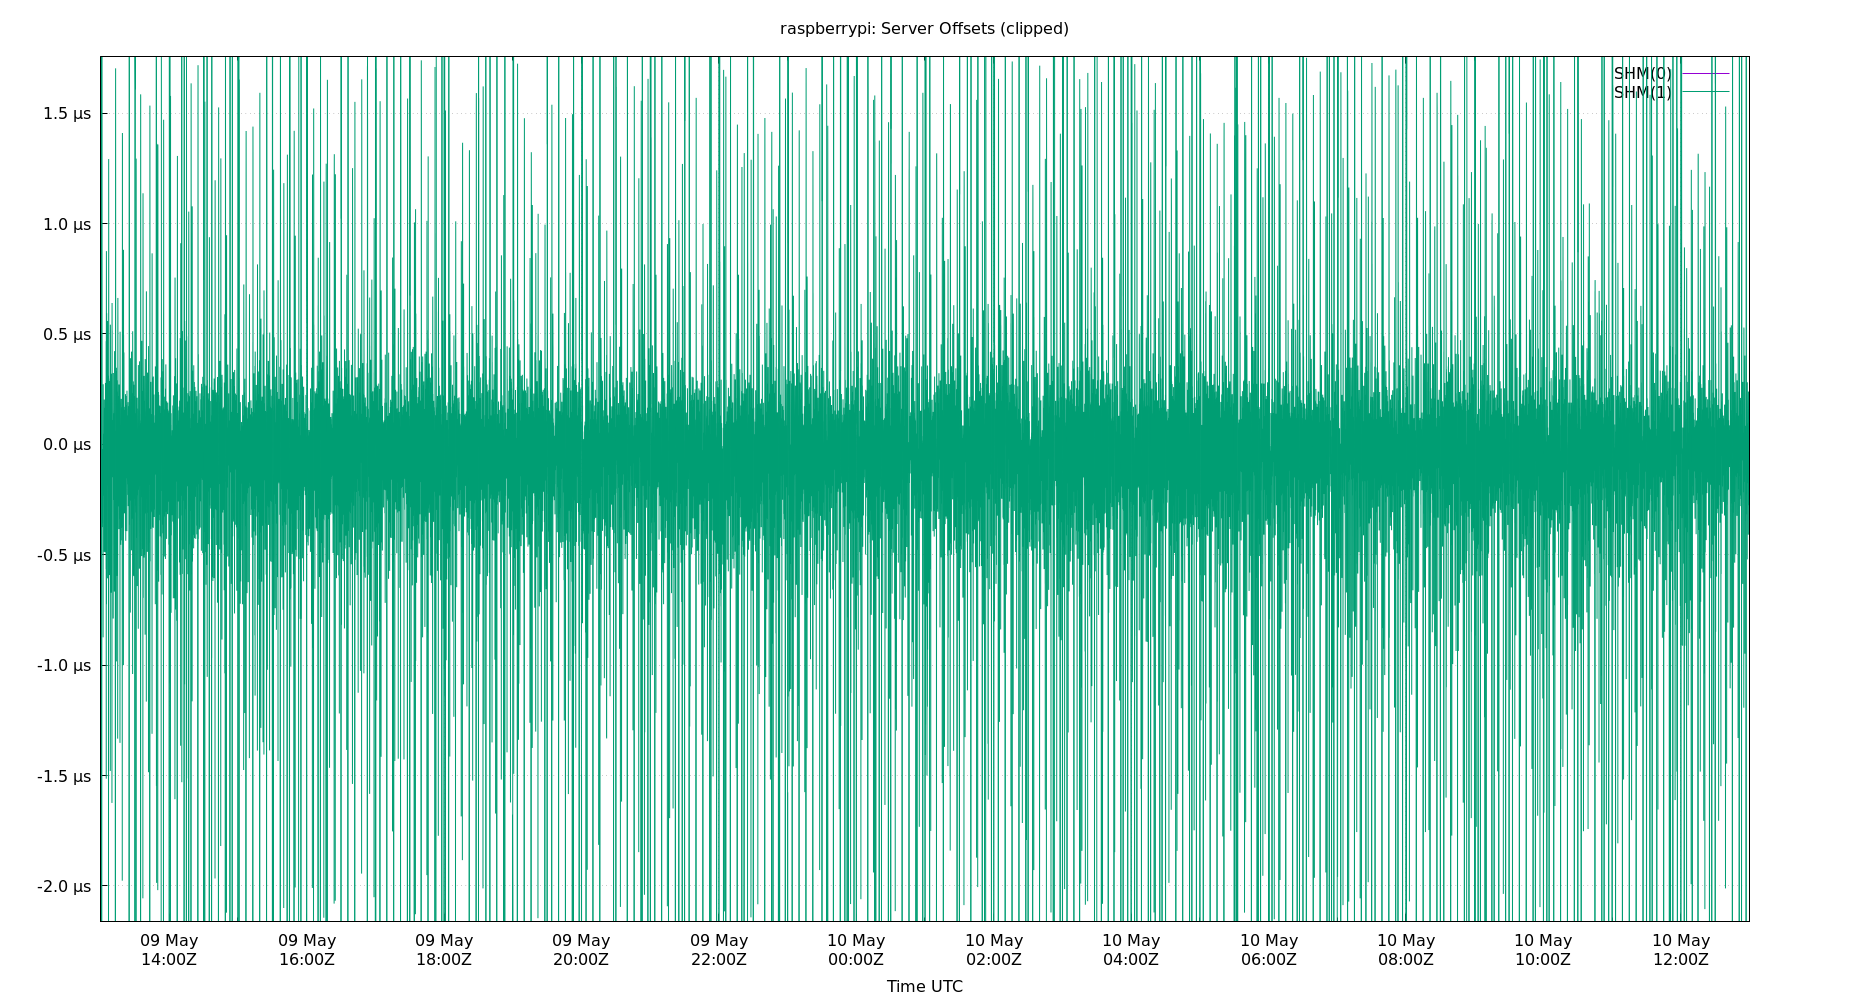 raspberrypi: Server Offsets (clipped)
SHM(0)
SHM(1)
1.5 µs
1.0 µs
0.5 µs
0.0 µs
-0.5 µs
-1.0 µs
-1.5 µs
-2.0 µs
09 May 09 May 09 May 09 May 09 May 10 May 10 May 10 May 10 May 10 May 10 May 10 May
14:00Z 16:00Z 18:00Z 20:00Z 22:00Z 00:00Z 02:00Z 04:00Z 06:00Z 08:00Z 10:00Z 12:00Z
Time UTC